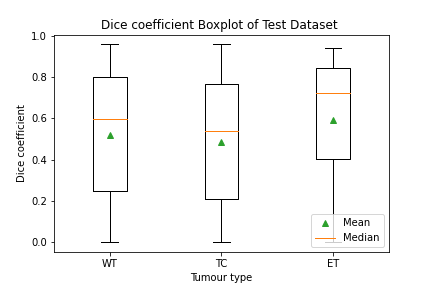 Dice coefficient Boxplot of Test Dataset
Dice coefficient
1.0
0.8
0.6
0.4
0.2
0.0
WT TC ET
Tumour type
Mean
Median